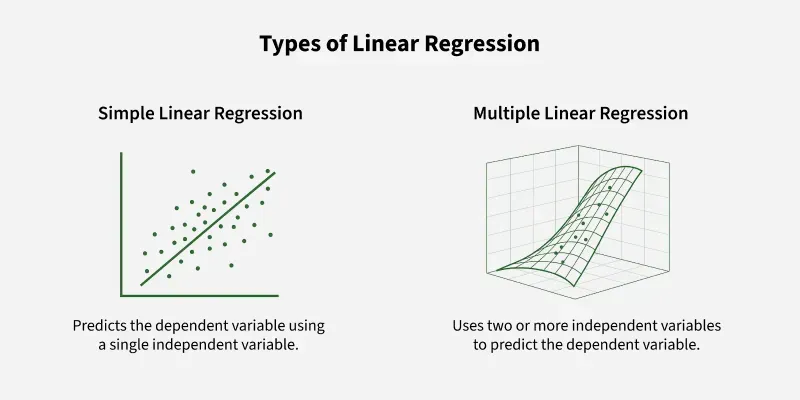 Types of Linear Regression
Simple Linear Regression
Predicts the dependent variable using
a single independent variable.
Multiple Linear Regression
Uses two or more independent variables
to predict the dependent variable.